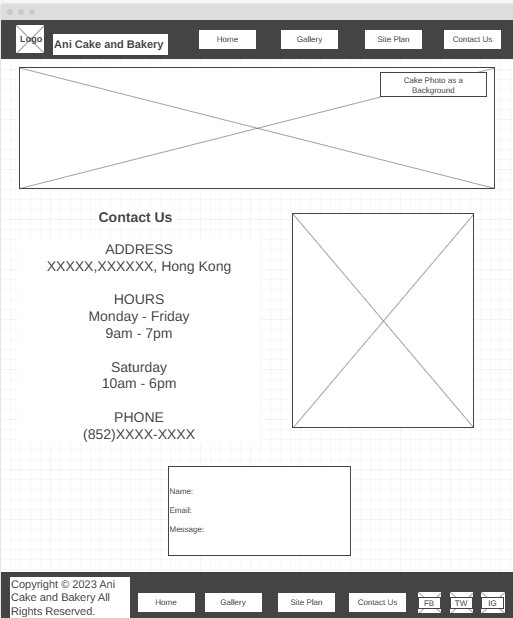 Logo
Ani Cake and Bakery
Home
Gallery
Site Plan
Contact Us
Cake Photo as a
Background
Contact Us
ADDRESS
XXXXX,XXXXXX, Hong Kong
HOURS
Monday - Friday
9am - 7pm
Saturday
10am - 6pm
PHONE
(852)XXXX-XXXX
Name:
Email:
Message:
Copyright © 2023 Ani
Cake and Bakery All
Rights Reserved.
Home
Gallery
Site Plan
Contact Us
FB
TW
IG